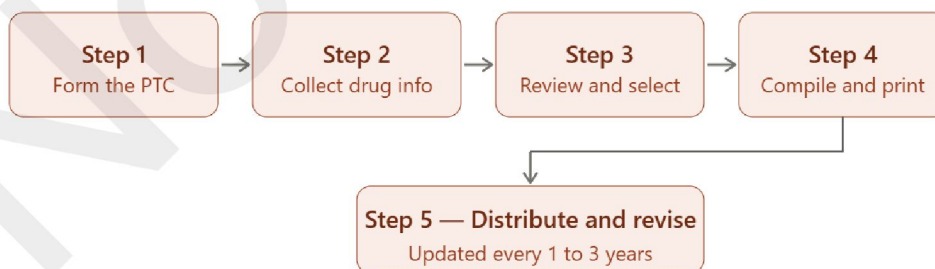 Step 1
Form the PTC
Step 2
Collect drug info
Step 3
Review and select
Step 4
Compile and print
Step 5 — Distribute and revise
Updated every 1 to 3 years